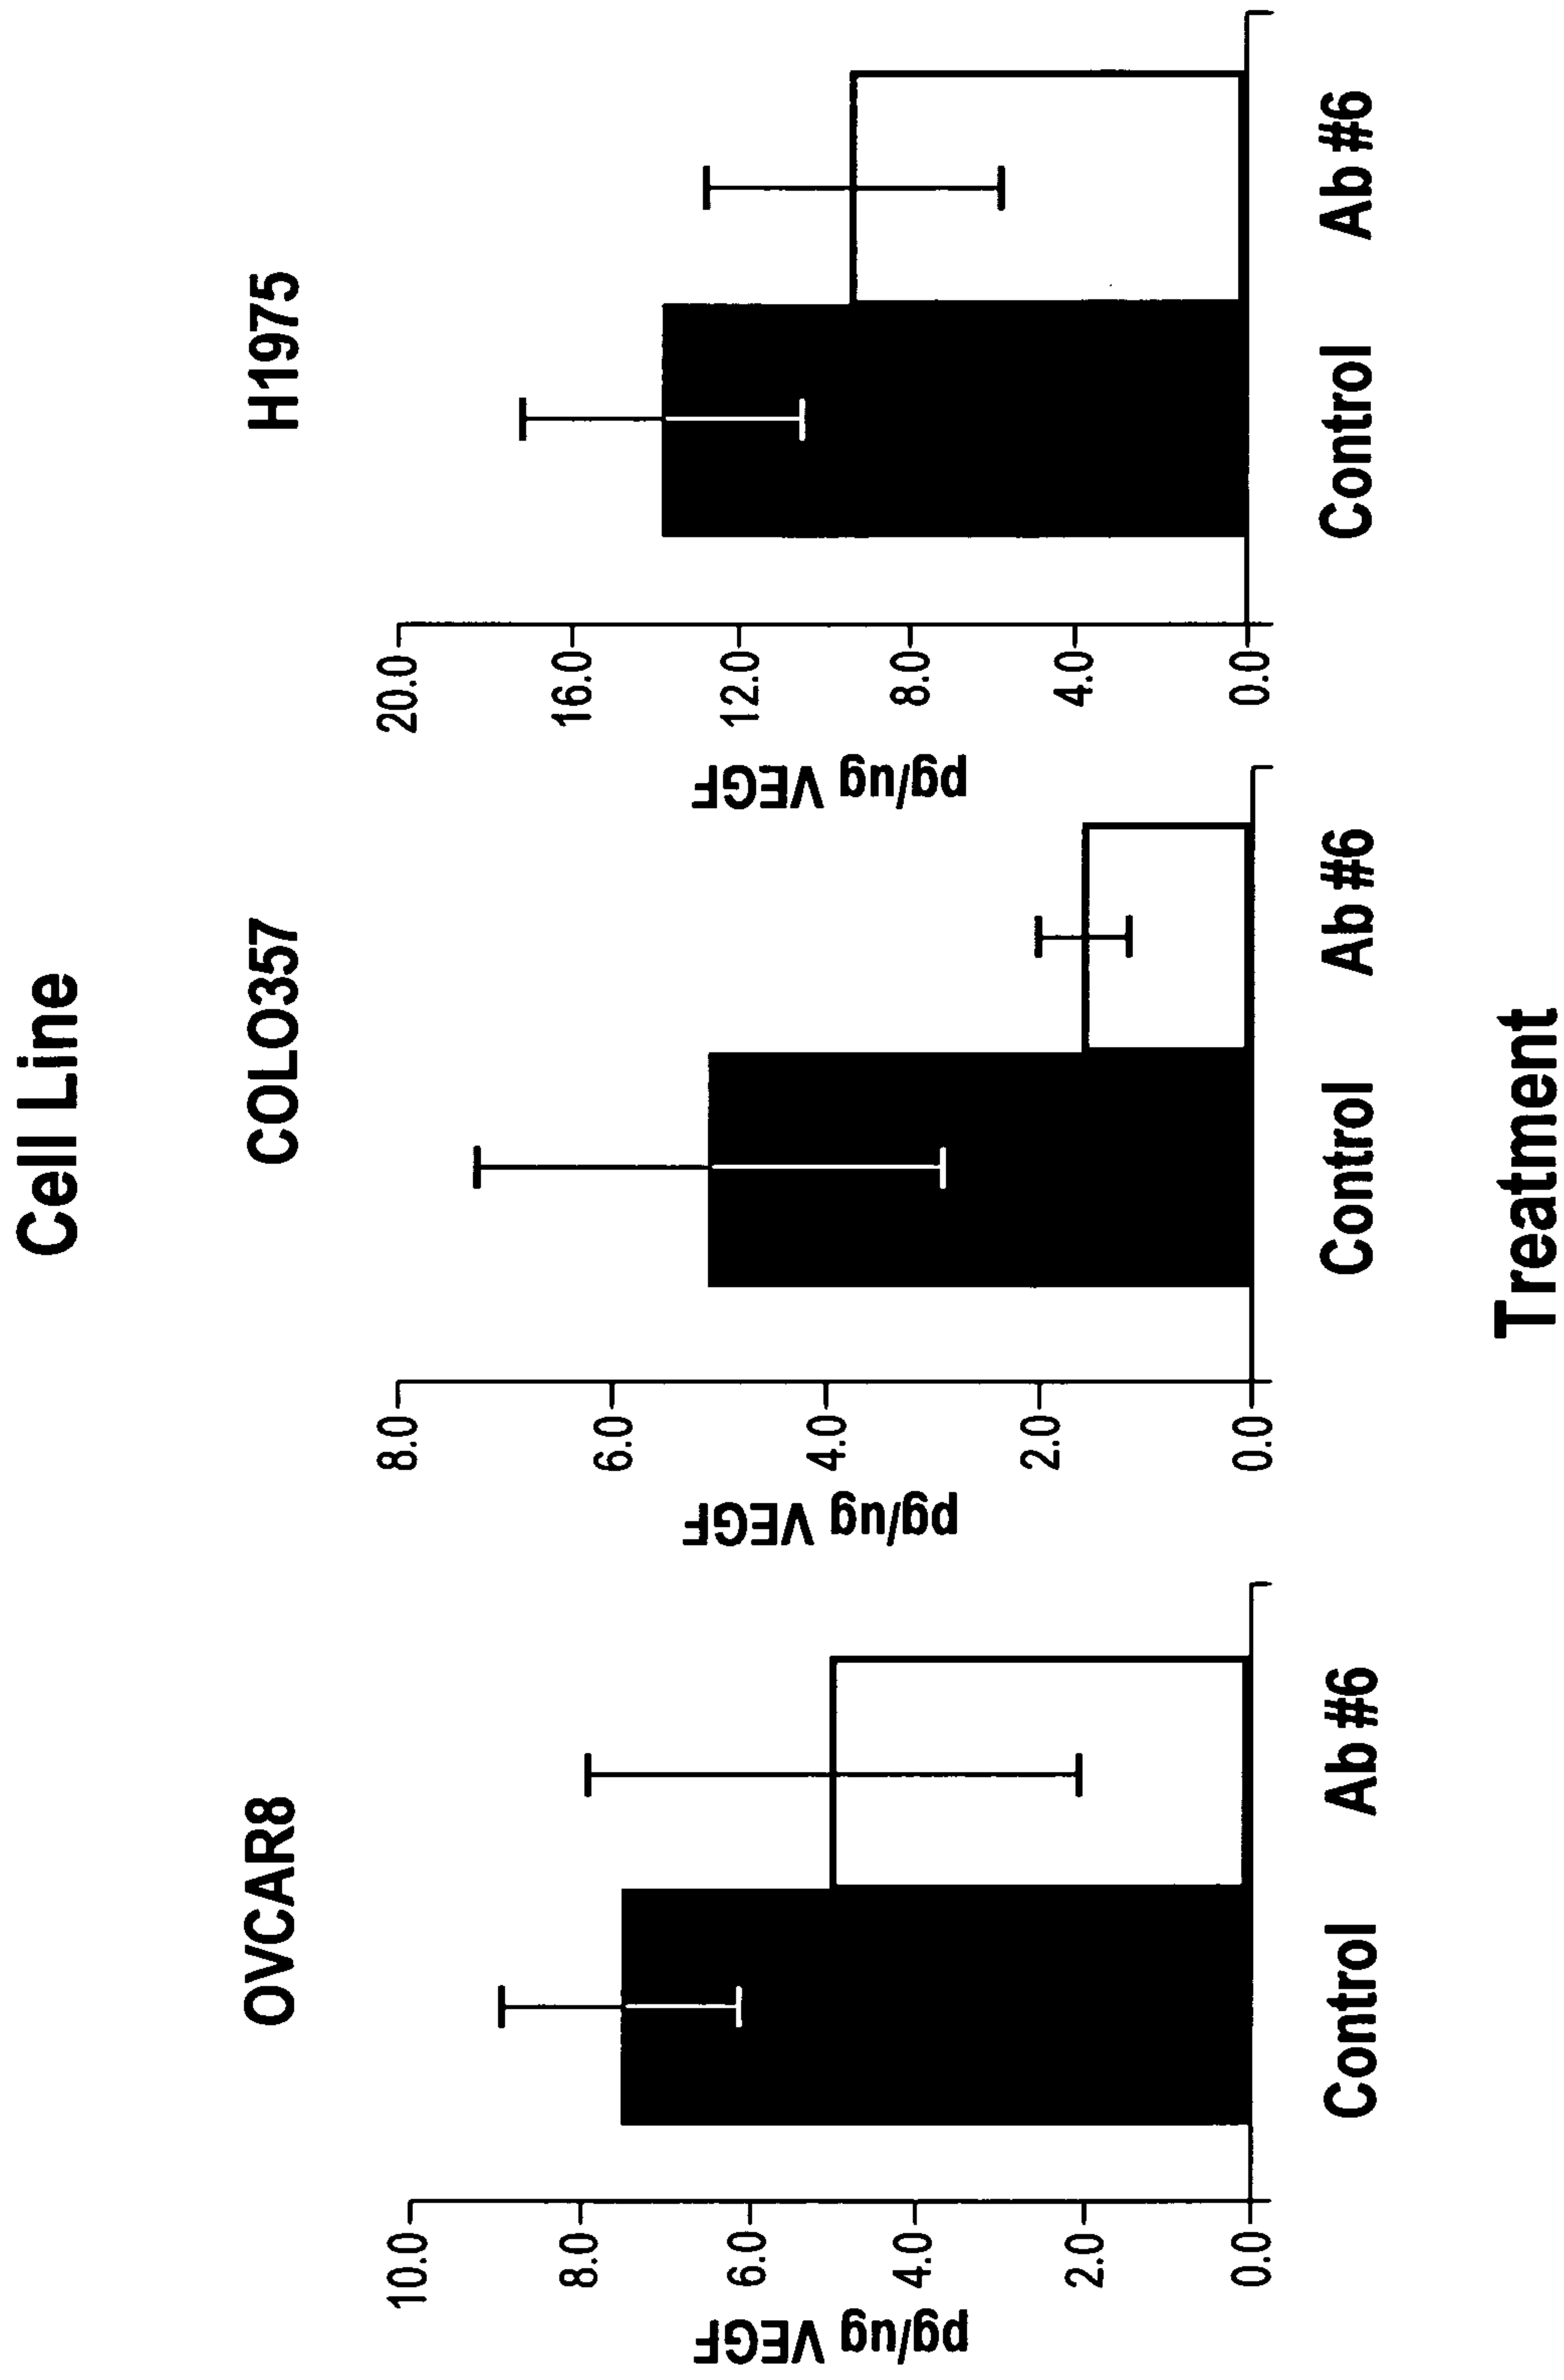 Cell Line
OVCAR8
COLO357
H1975
pg/ug VEGF
10.0
8.0
6.0
4.0
2.0
0.0
Control
Ab #6
pg/ug VEGF
8.0
6.0
4.0
2.0
0.0
Control
Ab #6
pg/ug VEGF
20.0
16.0
12.0
8.0
4.0
0.0
Control
Ab #6
Treatment